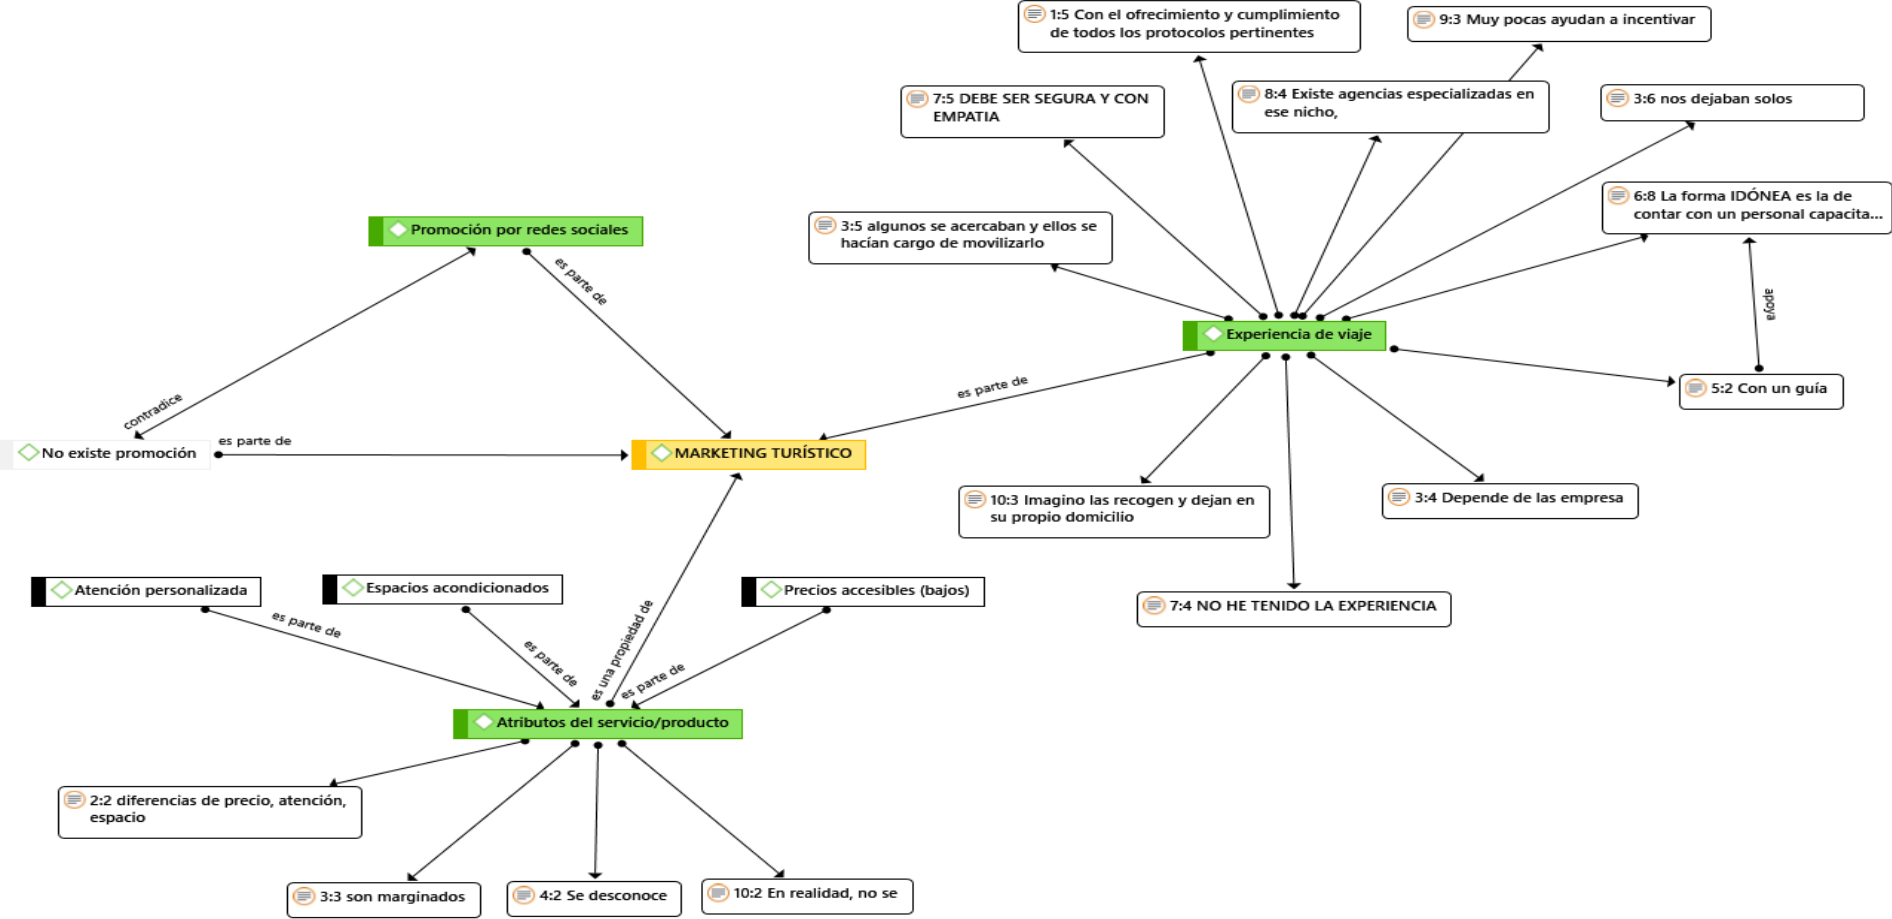 1:5 Con el ofrecimiento y cumplimiento
de todos los protocolos pertinentes
9:3 Muy pocas ayudan a incentivar
7:5 DEBE SER SEGURA Y CON
EMPATIA
8:4 Existe agencias especializadas en
ese nicho,
3:6 nos dejaban solos
6:8 La forma IDÓNEA es la de
contar con un personal capacita...
3:5 algunos se acercaban y ellos se
hacían cargo de movilizarlo
Promoción por redes sociales
es parte de
apoya
Experiencia de viaje
es parte de
5:2 Con un guía
contradice
No existe promoción
es parte de
MARKETING TURÍSTICO
10:3 Imagino las recogen y dejan en
su propio domicilio
3:4 Depende de las empresa
7:4 NO HE TENIDO LA EXPERIENCIA
Atención personalizada
Espacios acondicionados
Precios accesibles (bajos)
es parte de
es parte de
es una propiedad de
es parte de
Atributos del servicio/producto
2:2 diferencias de precio, atención,
espacio
3:3 son marginados
4:2 Se desconoce
10:2 En realidad, no se